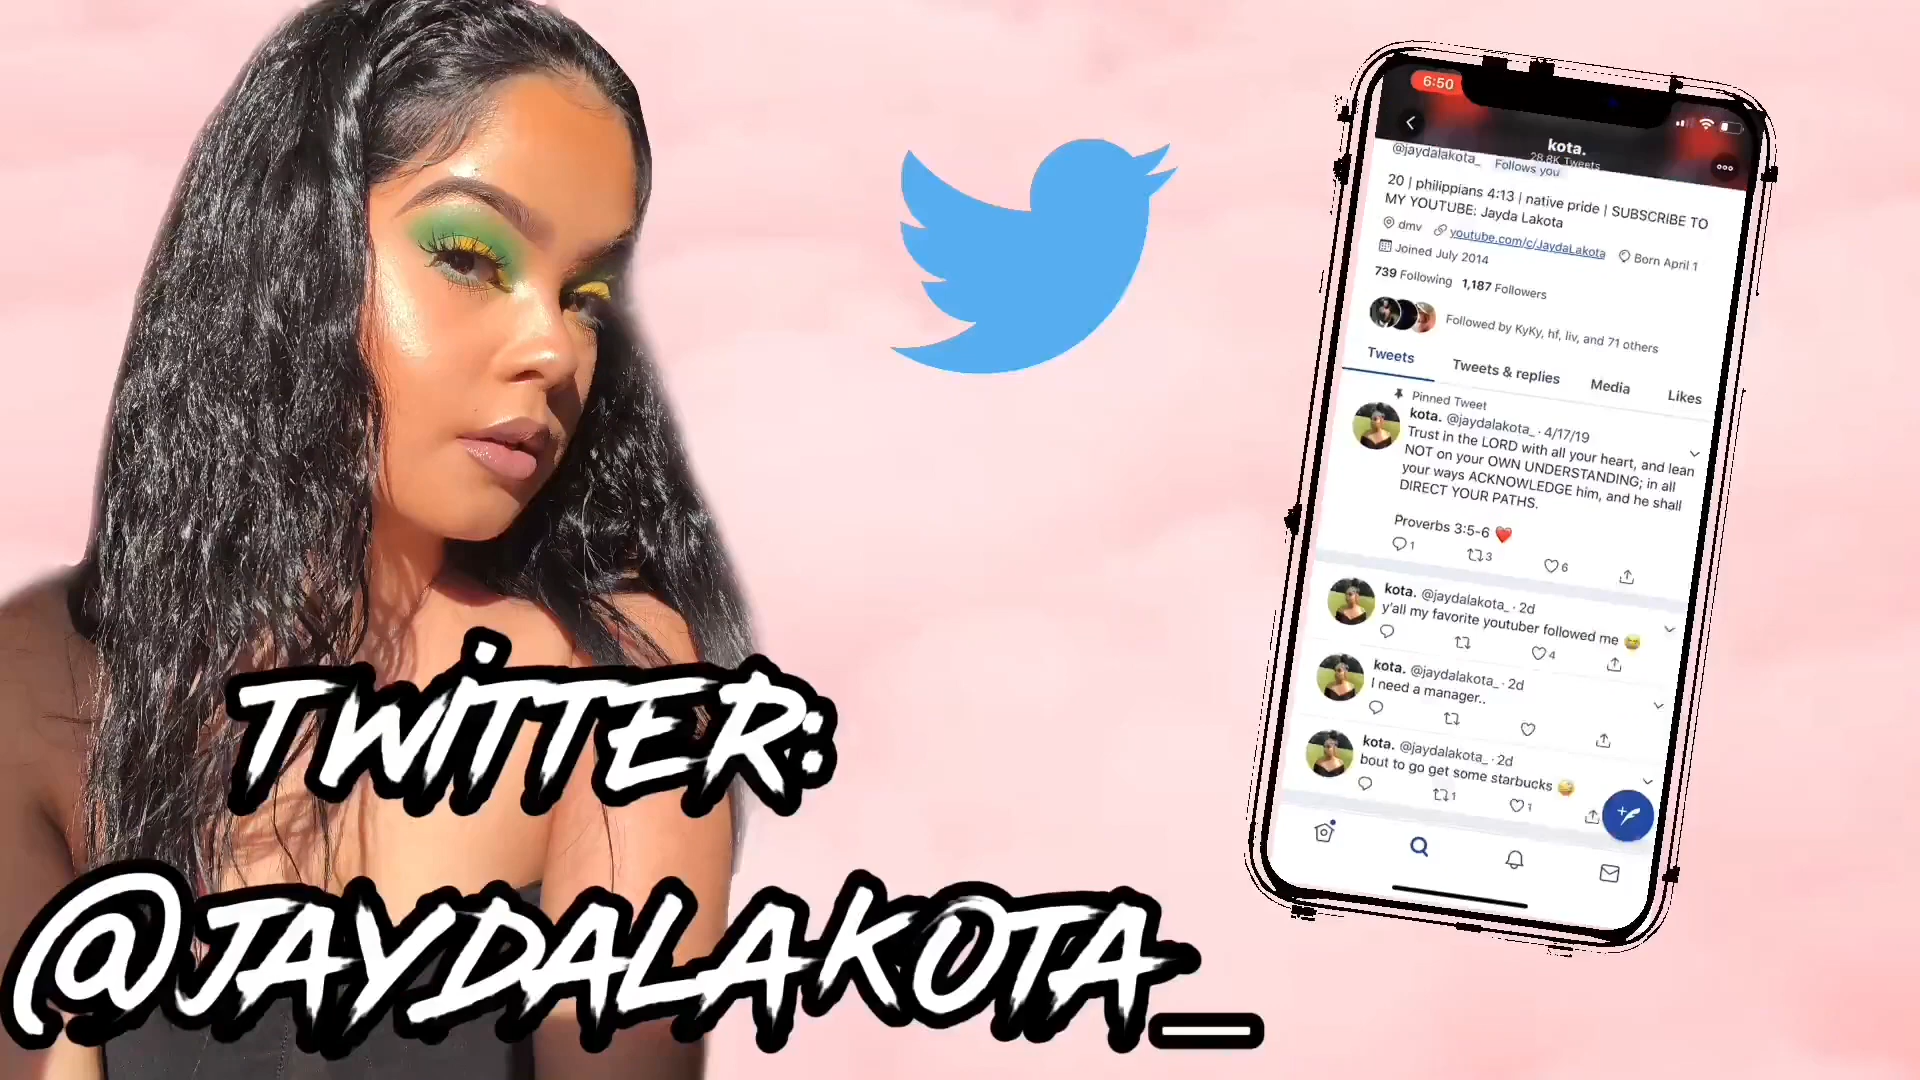 TWITTER:
@JAYDALAKOTA_
6:50
kota.
28.8K Tweets
@jaydalakota_ Follows you
20 | philippians 4:13 | native pride | SUBSCRIBE TO
MY YOUTUBE: Jayda Lakota
dmv youtube.com/c/JaydaLakota Born April 1
Joined July 2014
739 Following 1,187 Followers
Followed by KyKy, hf, liv, and 71 others
Tweets Tweets & replies Media Likes
Pinned Tweet
kota. @jaydalakota_ · 4/17/19
Trust in the LORD with all your heart, and lean
NOT on your OWN UNDERSTANDING; in all
your ways ACKNOWLEDGE him, and he shall
DIRECT YOUR PATHS.
Proverbs 3:5-6 ❤️
1 3 6
kota. @jaydalakota_ · 2d
y'all my favorite youtuber followed me
4
kota. @jaydalakota_ · 2d
I need a manager..
kota. @jaydalakota_ · 2d
bout to go get some starbucks
1 1